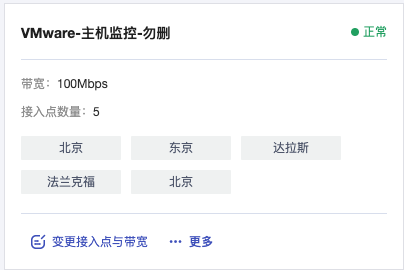 VMware-主机监控-勿删 正常
带宽：100Mbps
接入点数量：5
北京 东京 达拉斯
法兰克福 北京
变更接入点与带宽 ••• 更多